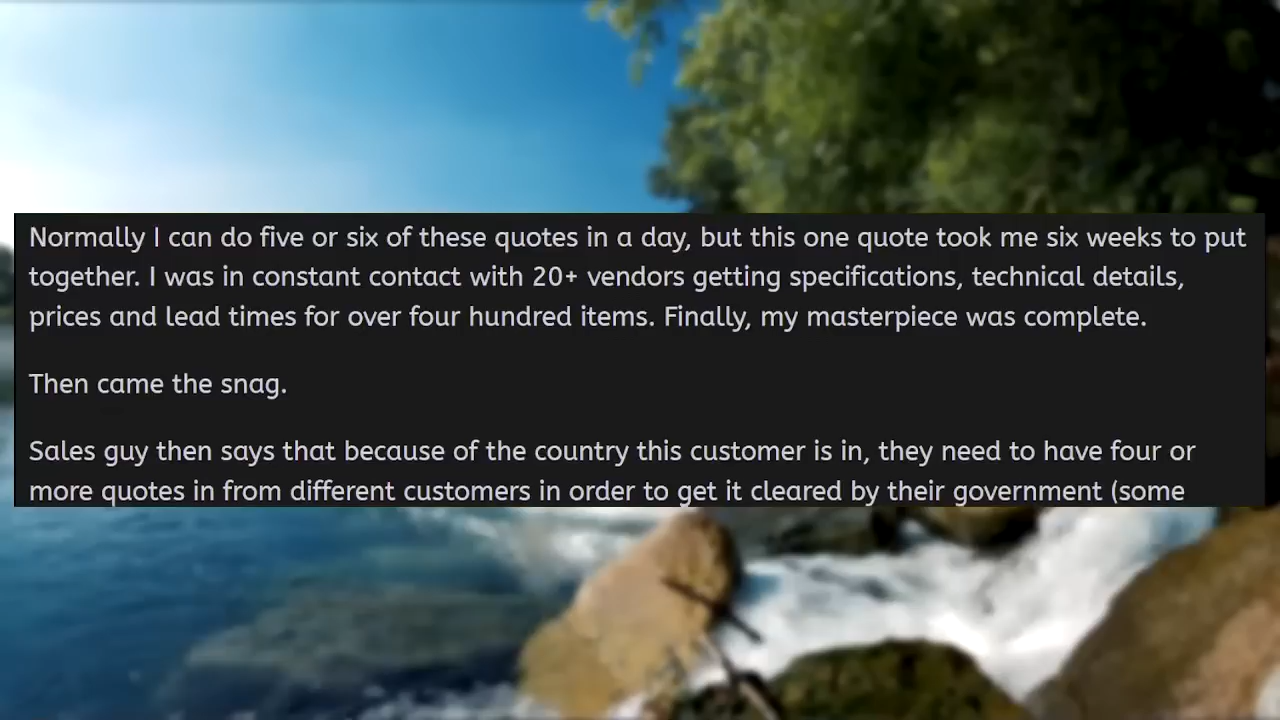 Normally I can do five or six of these quotes in a day, but this one quote took me six weeks to put
together. I was in constant contact with 20+ vendors getting specifications, technical details,
prices and lead times for over four hundred items. Finally, my masterpiece was complete.
Then came the snag.
Sales guy then says that because of the country this customer is in, they need to have four or
more quotes in from different customers in order to get it cleared by their government (some